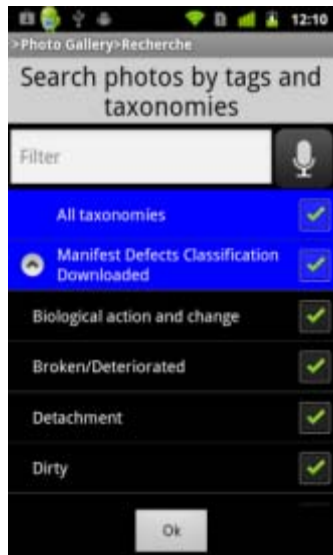 12:10
>Photo Gallery>Recherche
Search photos by tags and
taxonomies
Filter
All taxonomies
Manifest Defects Classification
Downloaded
Biological action and change
Broken/Deteriorated
Detachment
Dirty
Ok